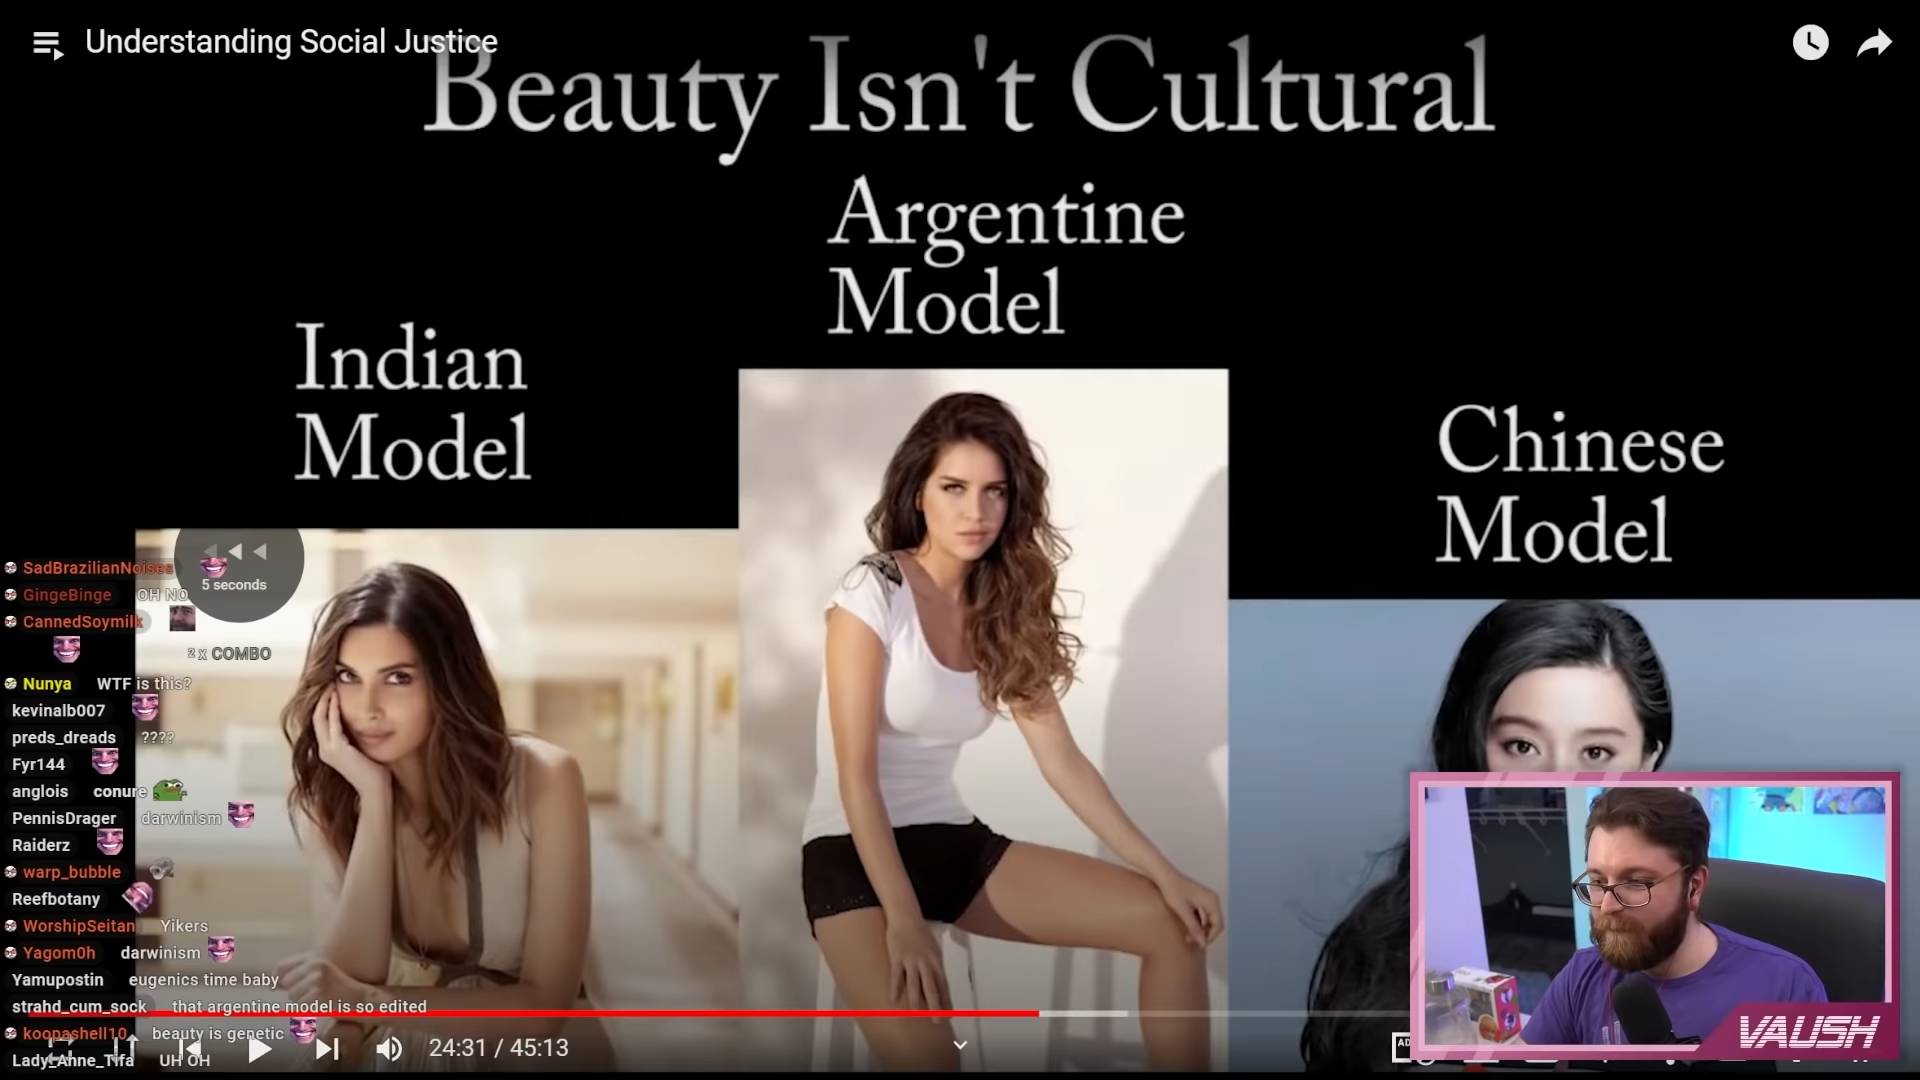 Understanding Social Justice
Beauty Isn't Cultural
Argentine
Model
Indian
Model
Chinese
Model
5 seconds
SadBrazilianNoises
GingeBinge OH NO
CannedSoymilk
2 x COMBO
Nunya WTF is this?
kevinalb007
preds_dreads ????
Fyr144
anglois conure
PennisDrager darwinism
Raiderz
warp_bubble
Reefbotany
WorshipSeitan Yikers
Yagom0h darwinism
Yamupostin eugenics time baby
strahd_cum_sock that argentine model is so edited
koopashell10 beauty is genetic
Lady_Anne_Tifa UH OH
24:31 / 45:13
VAUSH